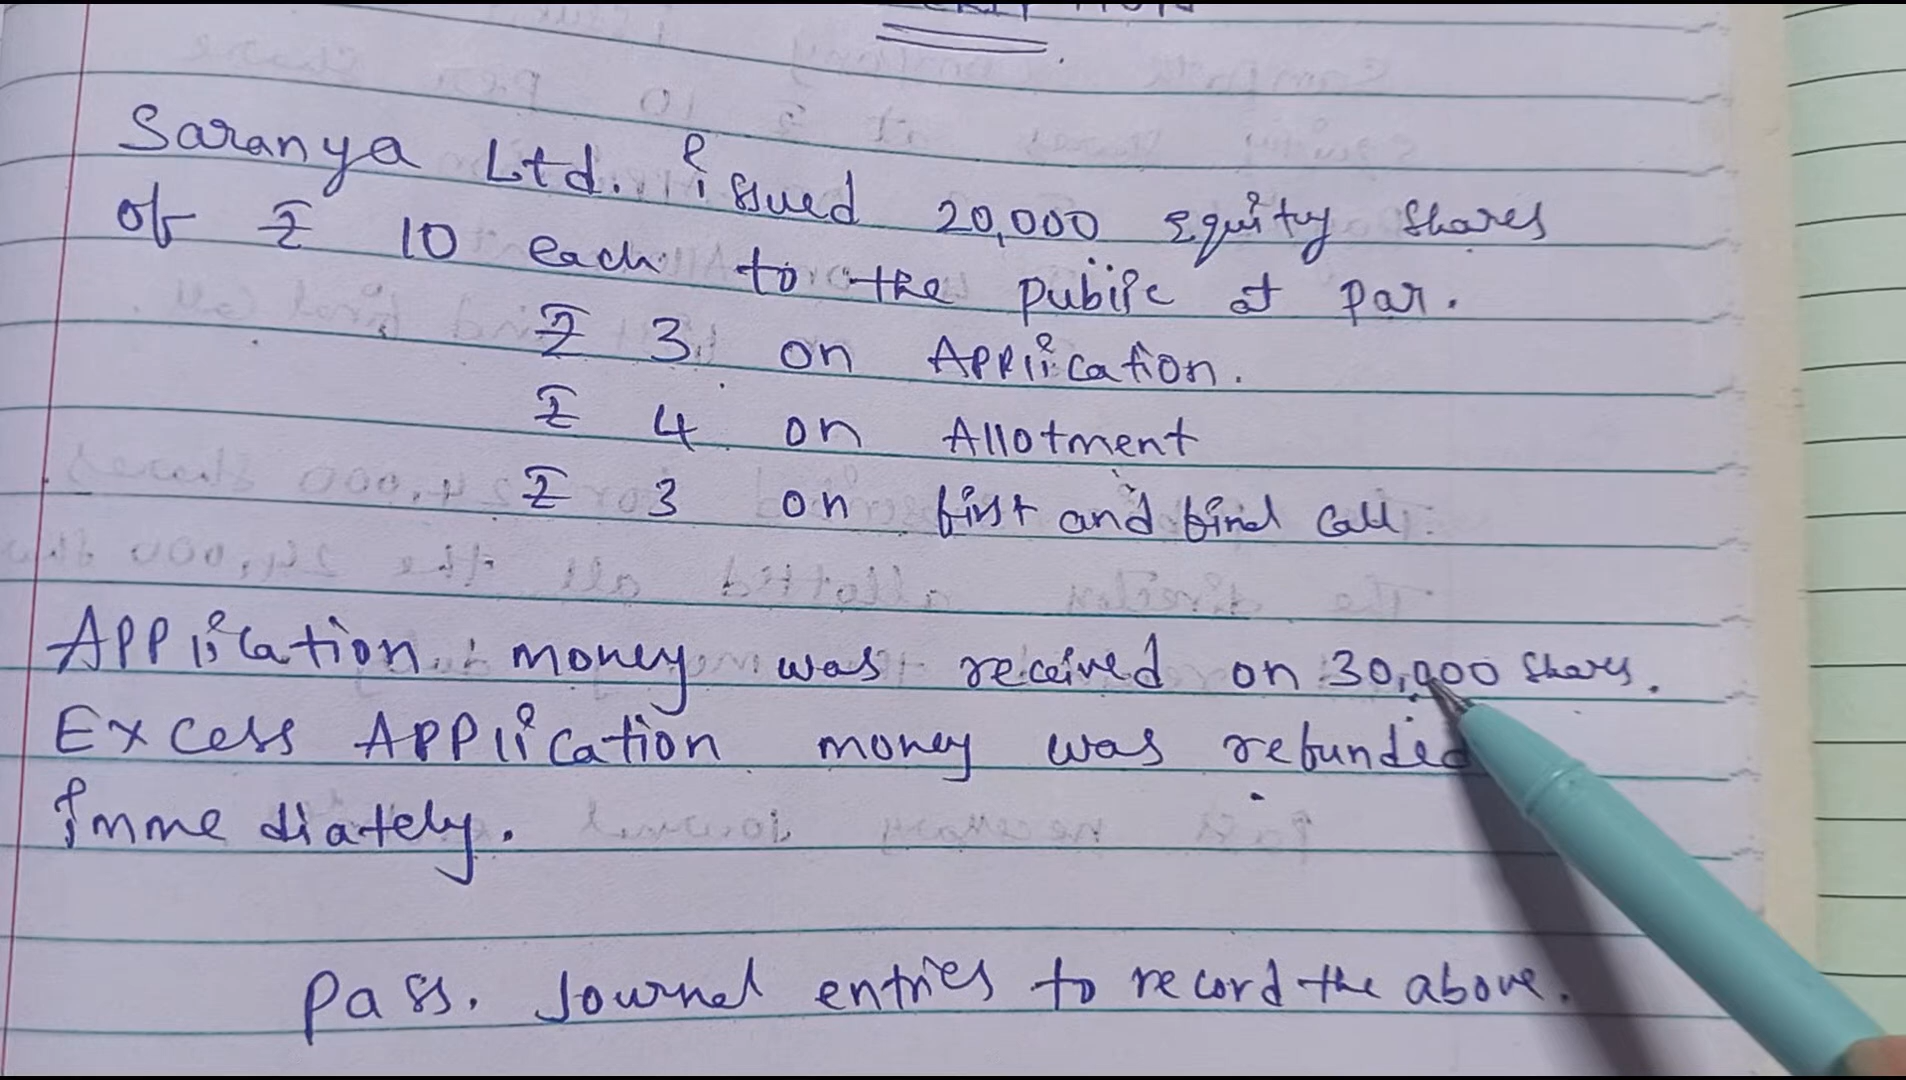 Saranya Ltd. issued 20,000 Equity Shares
of ₹ 10 each to the public at par.
₹ 3 on Application.
₹ 4 on Allotment
₹ 3 on first and final call.
Application money was received on 30,000 shares.
Excess Application money was refunded
immediately.
Pass. Journal entries to record the above.